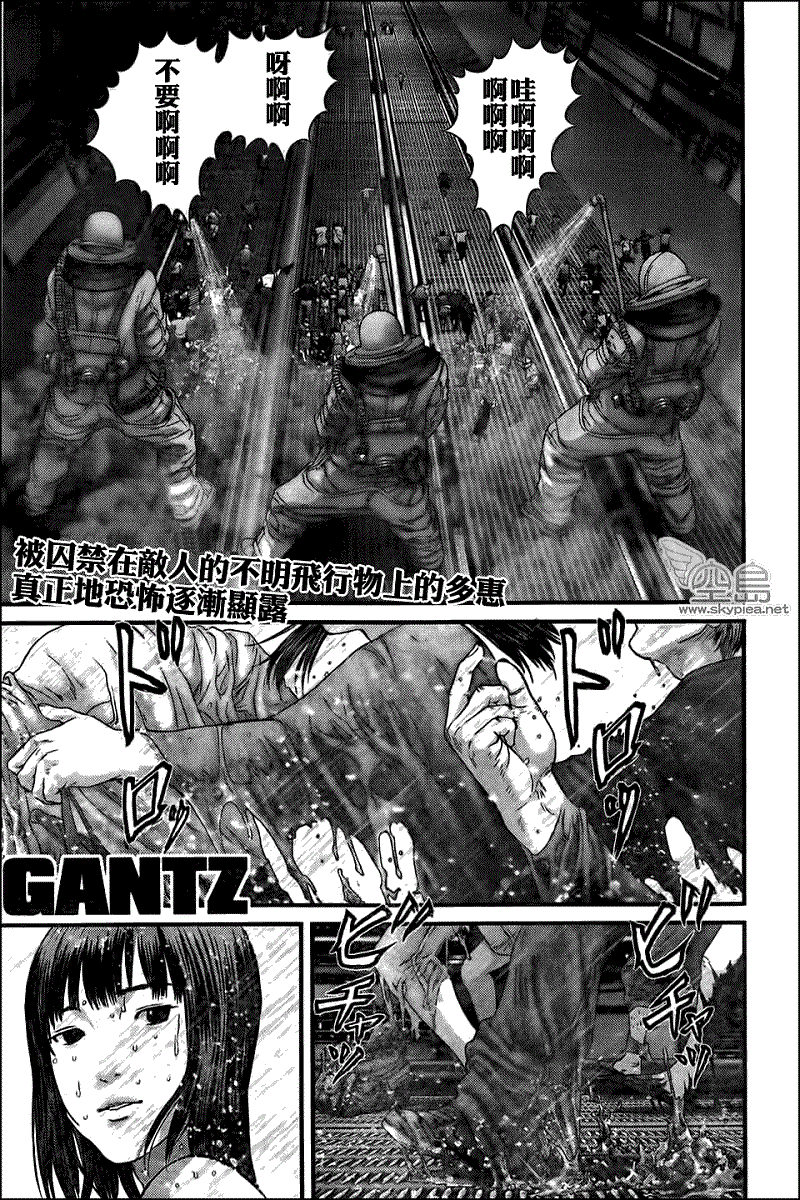 哇啊啊啊
啊啊啊
呀啊啊
不要啊啊啊
被囚禁在敵人的不明飛行物上的多惠
真正地恐怖逐漸顯露
空島
www.skypiea.net
ドロッ
ドロッ
GANTZ
ビチャッ
ビチャッ